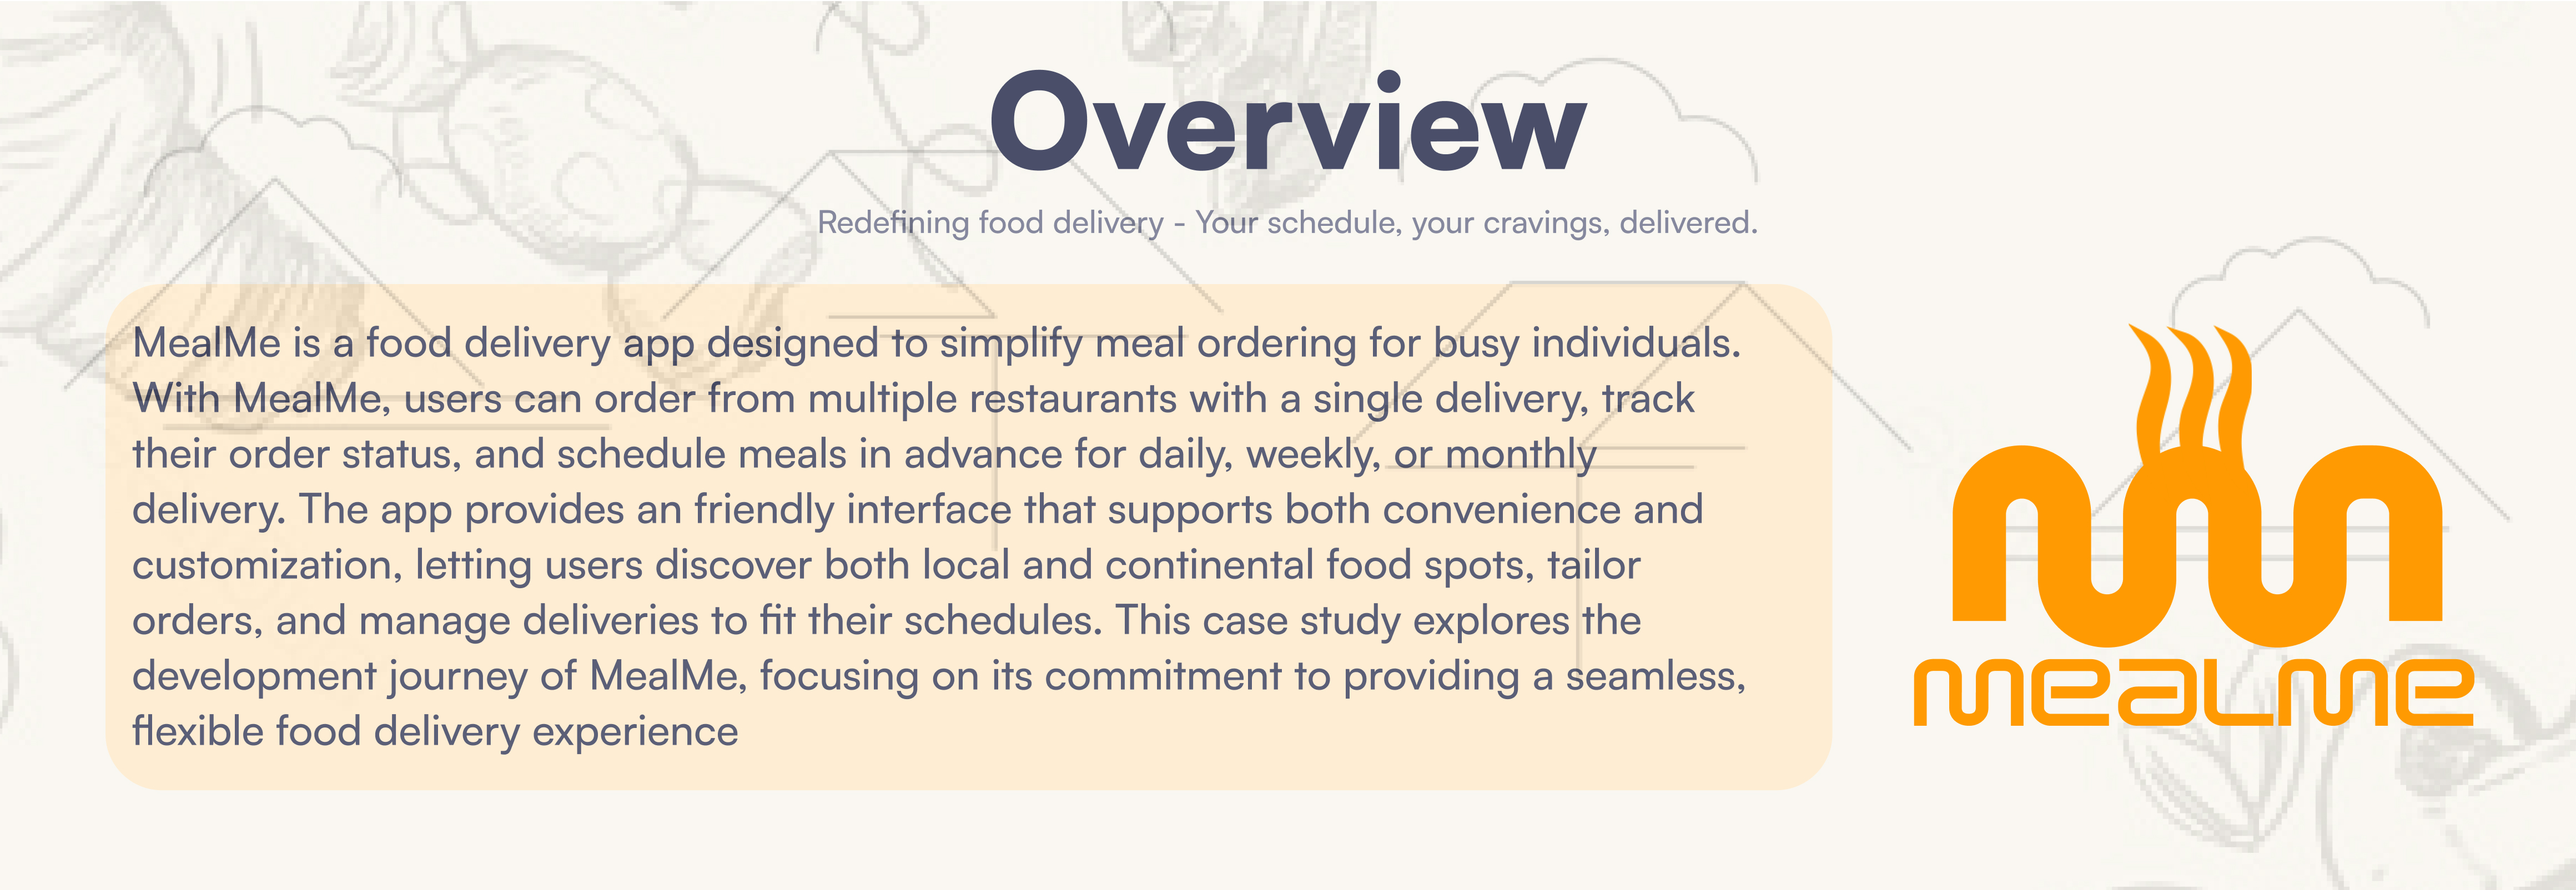 Overview
Redefining food delivery - Your schedule, your cravings, delivered.
MealMe is a food delivery app designed to simplify meal ordering for busy individuals.
With MealMe, users can order from multiple restaurants with a single delivery, track
their order status, and schedule meals in advance for daily, weekly, or monthly
delivery. The app provides an friendly interface that supports both convenience and
customization, letting users discover both local and continental food spots, tailor
orders, and manage deliveries to fit their schedules. This case study explores the
development journey of MealMe, focusing on its commitment to providing a seamless,
flexible food delivery experience
mealme